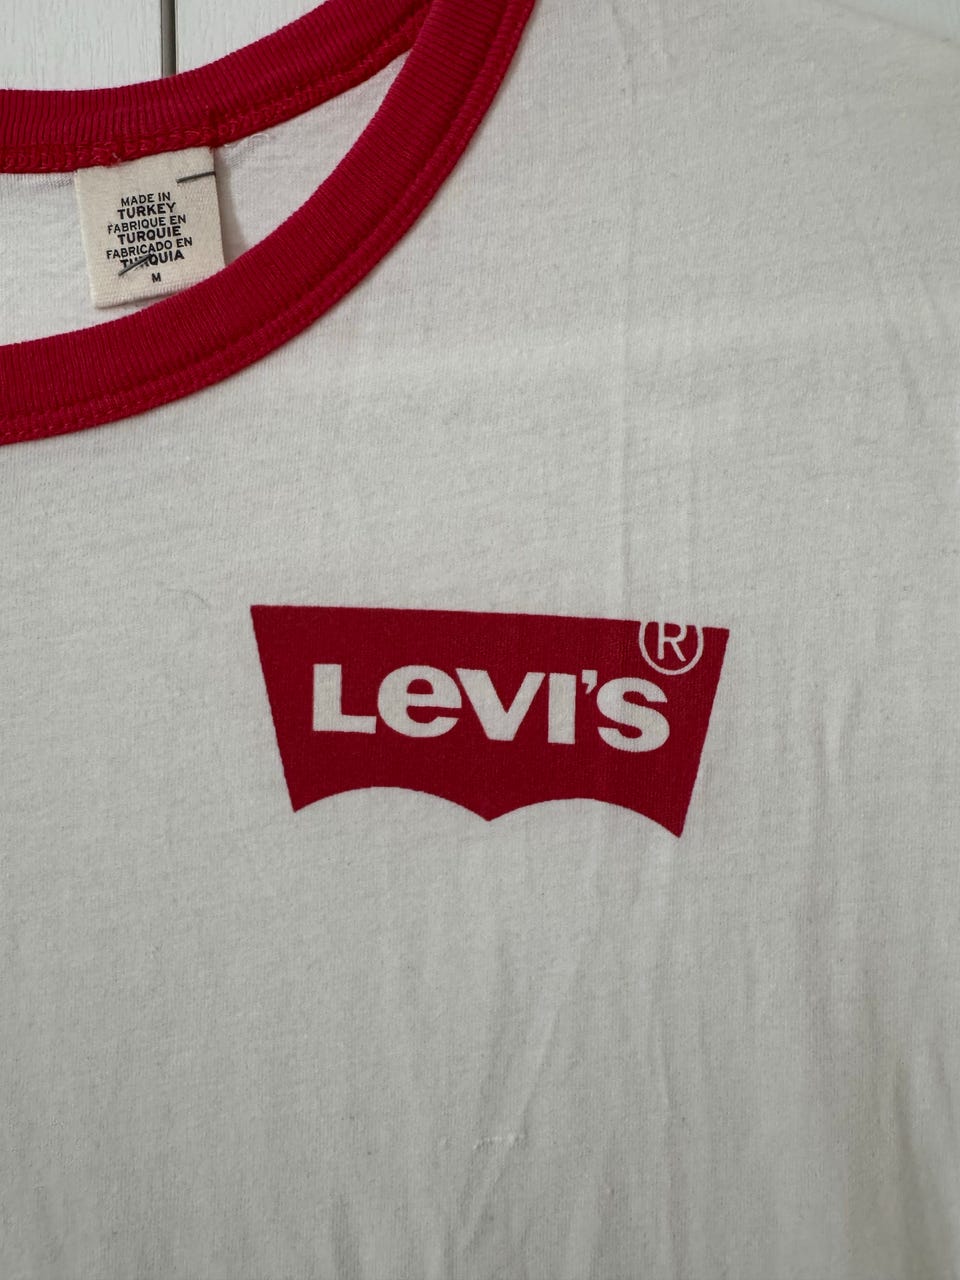 MADE IN
TURKEY
FABRIQUE EN
TURQUIE
FABRICADO EN
TURQUIA
M
Levi's®